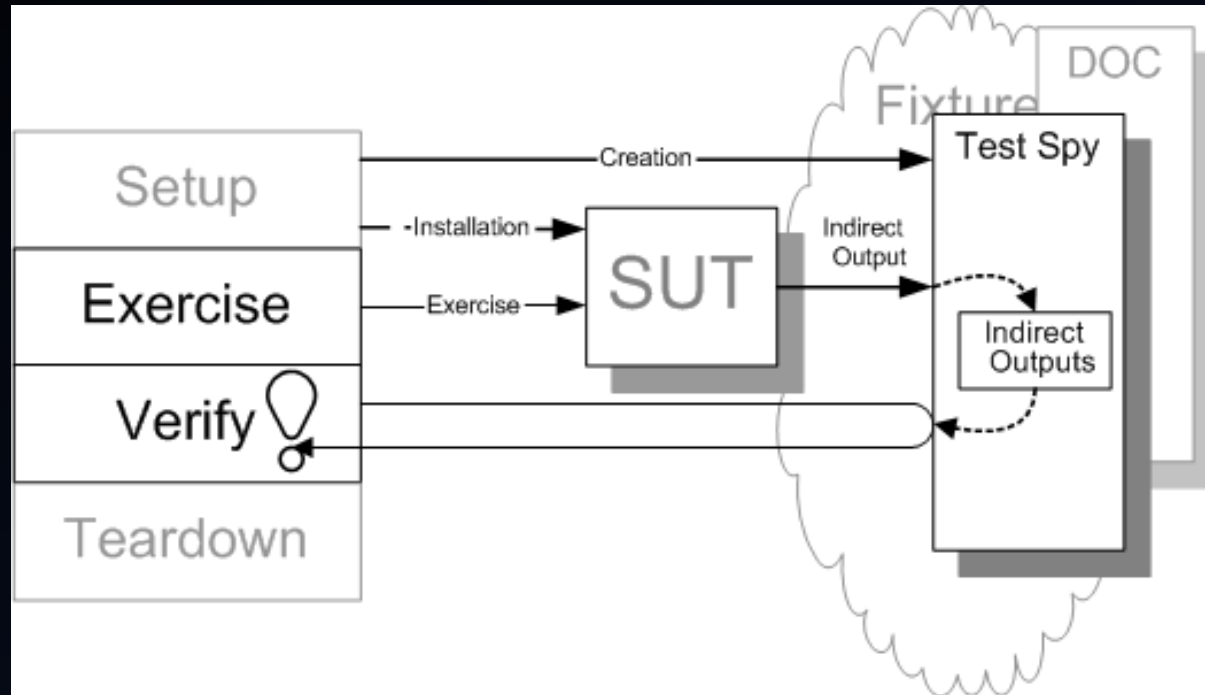 DOC
Fixture
Test Spy
Creation
Setup
Installation
Indirect
Output
SUT
Exercise
Exercise
Indirect
Outputs
Verify
Teardown